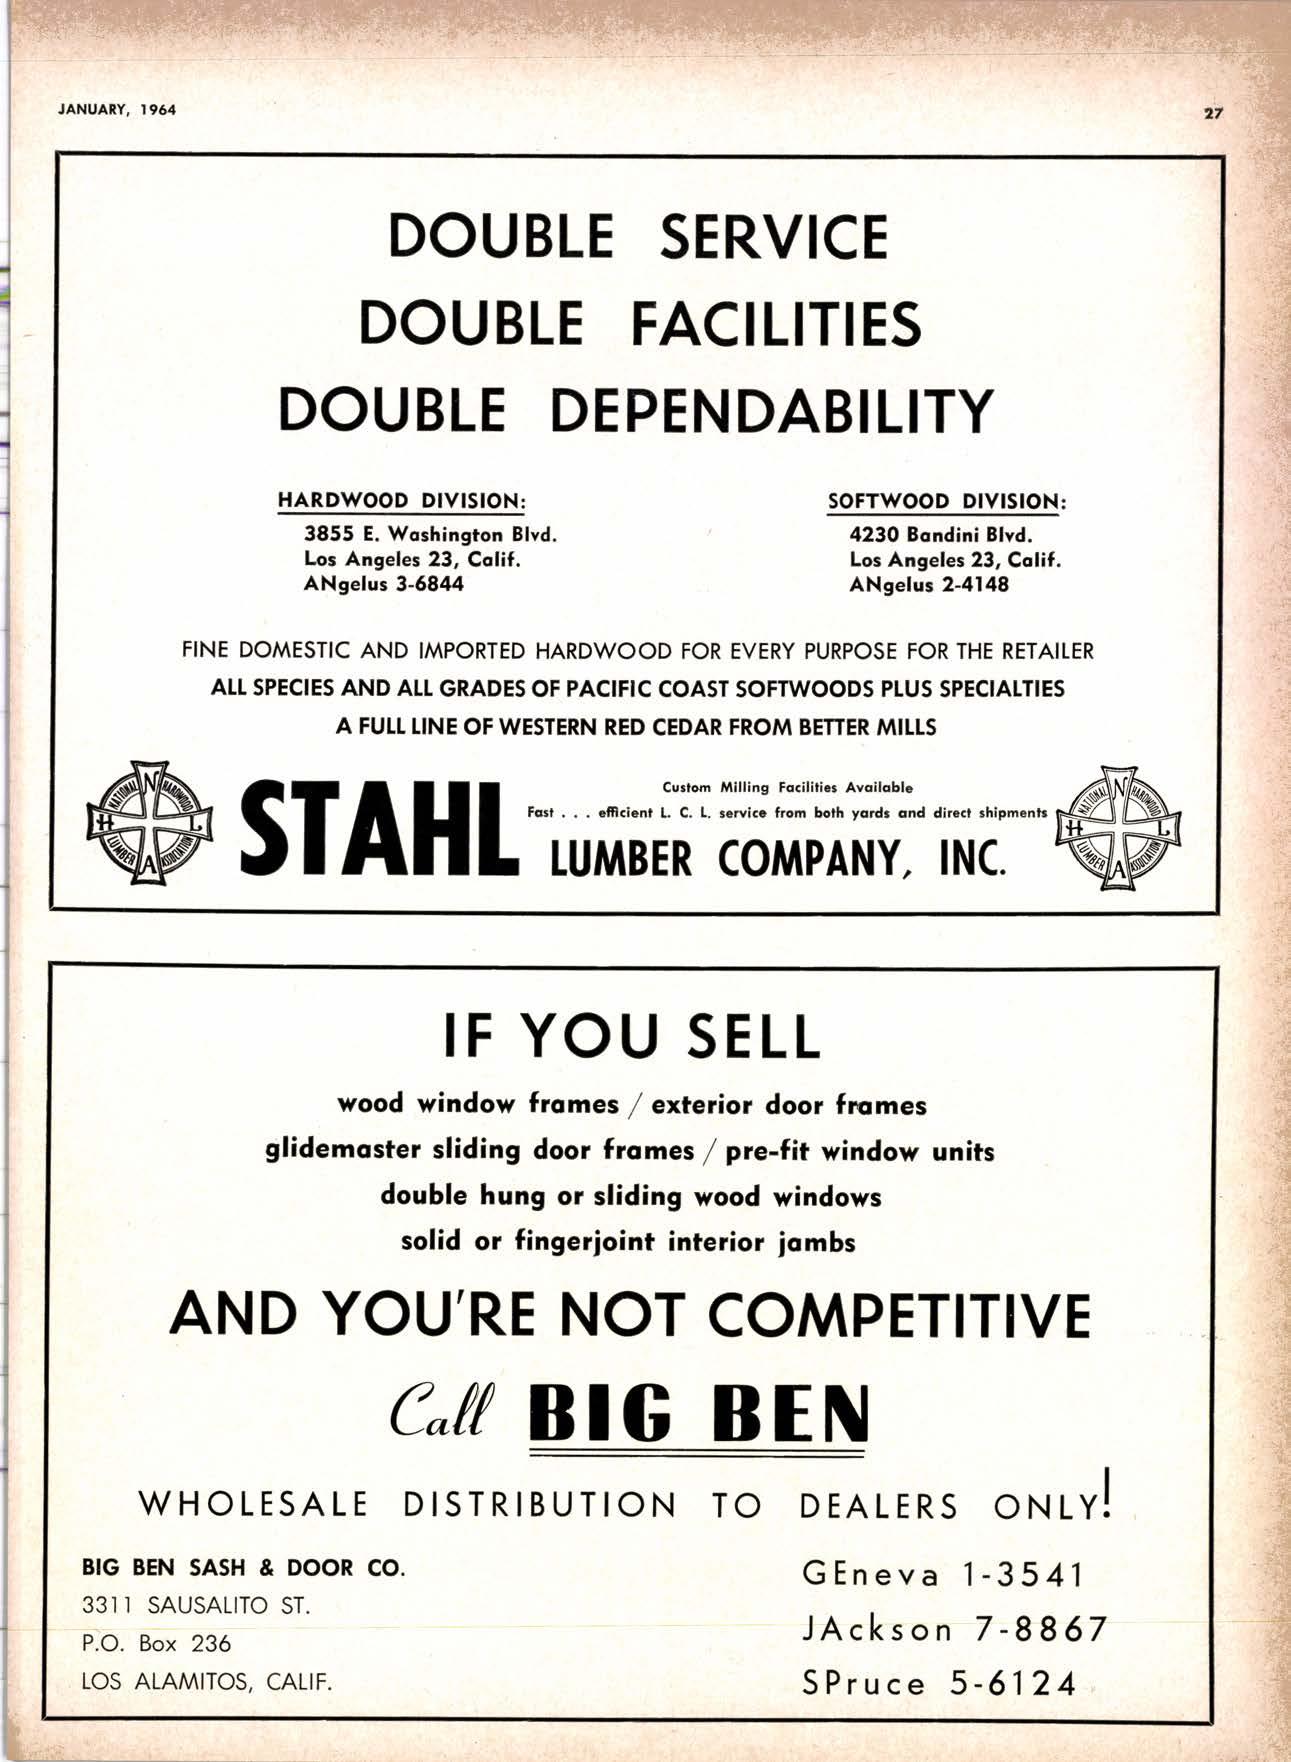 JANUARY, 1964
27
DOUBLE SERVICE
DOUBLE FACILITIES
DOUBLE DEPENDABILITY
HARDWOOD DIVISION:
3855 E. Washington Blvd.
Los Angeles 23, Calif.
ANgelus 3-6844
SOFTWOOD DIVISION:
4230 Bandini Blvd.
Los Angeles 23, Calif.
ANgelus 2-4148
FINE DOMESTIC AND IMPORTED HARDWOOD FOR EVERY PURPOSE FOR THE RETAILER
ALL SPECIES AND ALL GRADES OF PACIFIC COAST SOFTWOODS PLUS SPECIALTIES
A FULL LINE OF WESTERN RED CEDAR FROM BETTER MILLS
NATIONAL HARDWOOD LUMBER ASSOCIATION
N H L A
STAHL
Custom Milling Facilities Available
Fast . . . efficient L. C. L. service from both yards and direct shipments
LUMBER COMPANY, INC.
NATIONAL HARDWOOD LUMBER ASSOCIATION
N H L A
IF YOU SELL
wood window frames / exterior door frames
glidemaster sliding door frames / pre-fit window units
double hung or sliding wood windows
solid or fingerjoint interior jambs
AND YOU'RE NOT COMPETITIVE
Call BIG BEN
WHOLESALE DISTRIBUTION TO DEALERS ONLY!
BIG BEN SASH & DOOR CO.
3311 SAUSALITO ST.
P.O. Box 236
LOS ALAMITOS, CALIF.
GEneva 1-3541
JAckson 7-8867
SPruce 5-6124